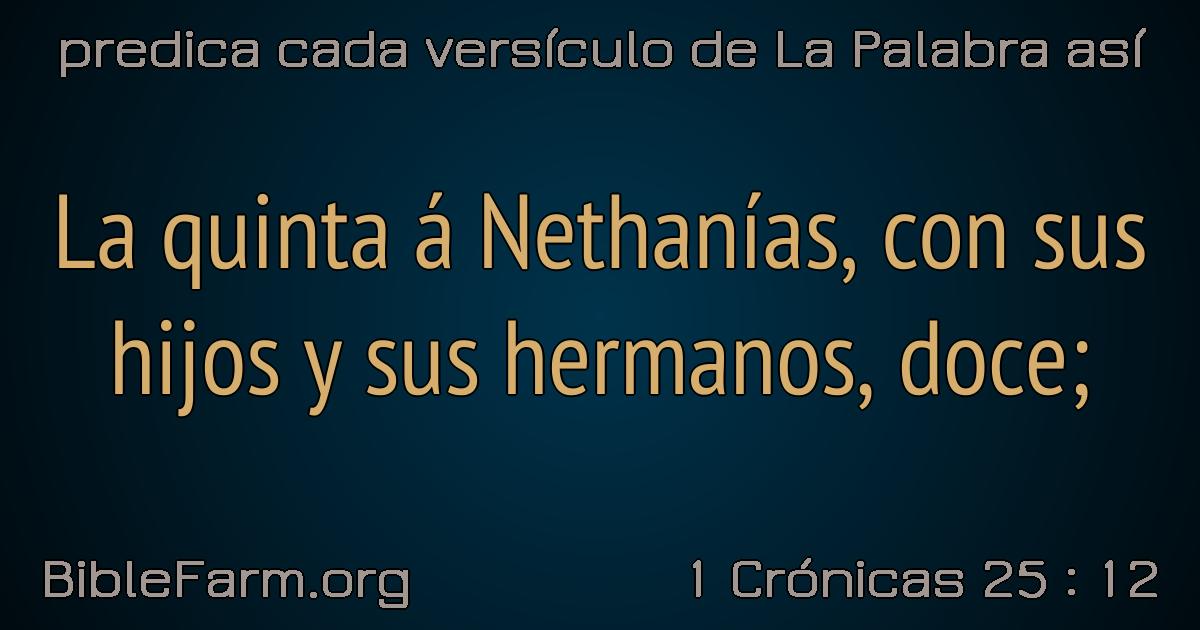 predica cada versículo de La Palabra así
La quinta á Nethanías, con sus
hijos y sus hermanos, doce;
BibleFarm.org
1 Crónicas 25 : 12